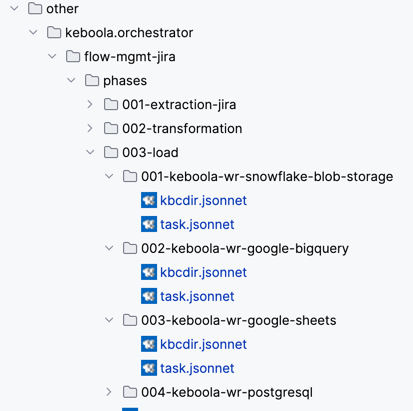 other
keboola.orchestrator
flow-mgmt-jira
phases
001-extraction-jira
002-transformation
003-load
001-keboola-wr-snowflake-blob-storage
kbcdir.jsonnet
task.jsonnet
002-keboola-wr-google-bigquery
kbcdir.jsonnet
task.jsonnet
003-keboola-wr-google-sheets
kbcdir.jsonnet
task.jsonnet
004-keboola-wr-postgresql